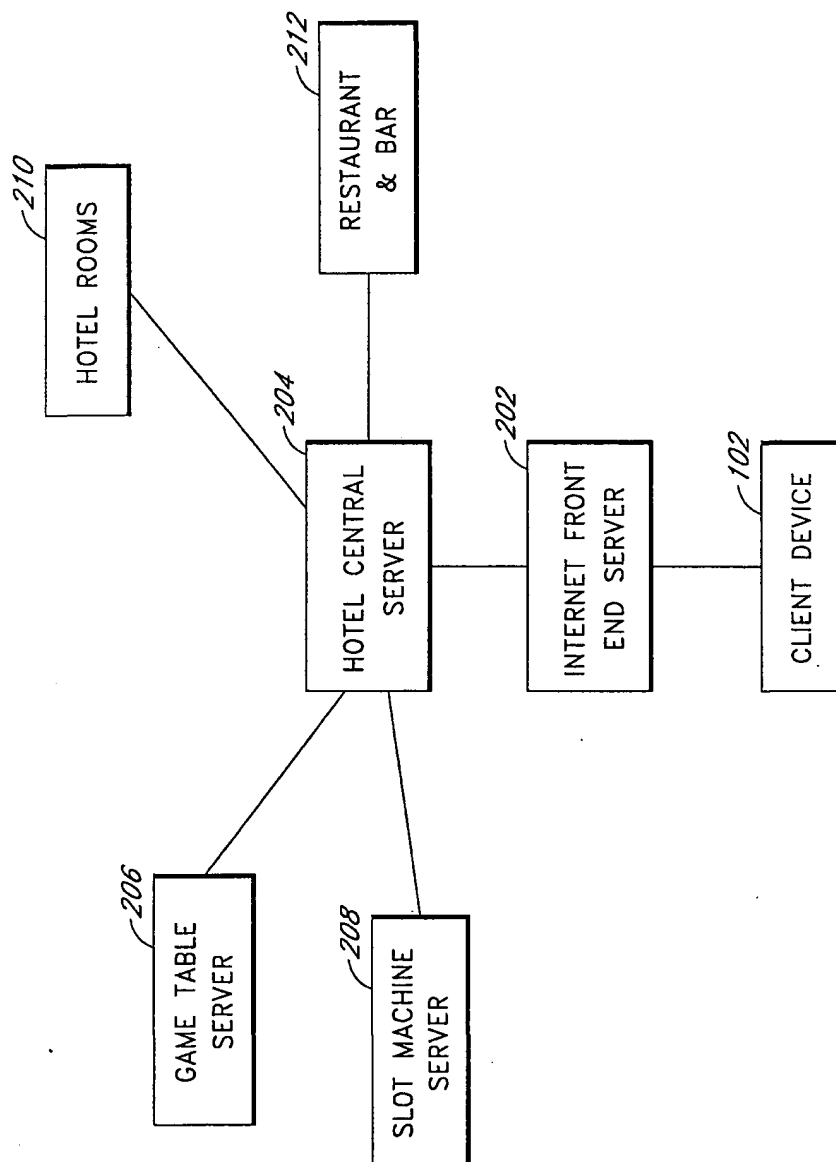 210
HOTEL ROOMS
212
RESTAURANT
& BAR
204
HOTEL CENTRAL
SERVER
202
INTERNET FRONT
END SERVER
102
CLIENT DEVICE
206
GAME TABLE
SERVER
208
SLOT MACHINE
SERVER